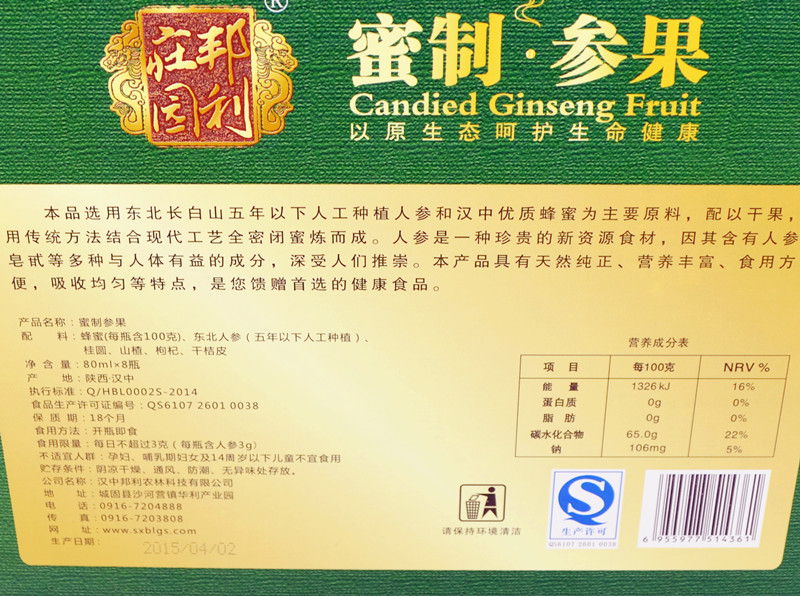 ®
邦利
莊园
蜜制·参果
Candied Ginseng Fruit
以原生态呵护生命健康
本品选用东北长白山五年以下人工种植人参和汉中优质蜂蜜为主要原料，配以干果，
用传统方法结合现代工艺全密闭蜜炼而成。人参是一种珍贵的新资源食材，因其含有人参
皂甙等多种与人体有益的成分，深受人们推崇。本产品具有天然纯正、营养丰富、食用方
便，吸收均匀等特点，是您馈赠首选的健康食品。
产品名称：蜜制参果
配 料：蜂蜜(每瓶含100克)、东北人参（五年以下人工种植）、
桂圆、山楂、枸杞、干桔皮
净 含 量：80ml×8瓶
产 地：陕西·汉中
执行标准：Q/HBL0002S-2014
食品生产许可证编号：QS6107 2601 0038
保 质 期：18个月
食用方法：开瓶即食
食用限量：每日不超过3克（每瓶含人参3g）
不适宜人群：孕妇、哺乳期妇女及14周岁以下儿童不宜食用
贮存条件：阴凉干燥、通风、防潮、无异味处存放。
公司名称：汉中邦利农林科技有限公司
地 址：城固县沙河营镇华利产业园
电 话：0916-7204888
传 真：0916-7203808
网 址：www.sxblgs.com
生产日期：
2015/04/02
营养成分表
项 目 每100克 NRV %
能 量 1326 kJ 16%
蛋白质 0g 0%
脂 肪 0g 0%
碳水化合物 65.0g 22%
钠 106mg 5%
请保持环境清洁
QS
生产许可
QS6107 2601 0038
6 955977 514361